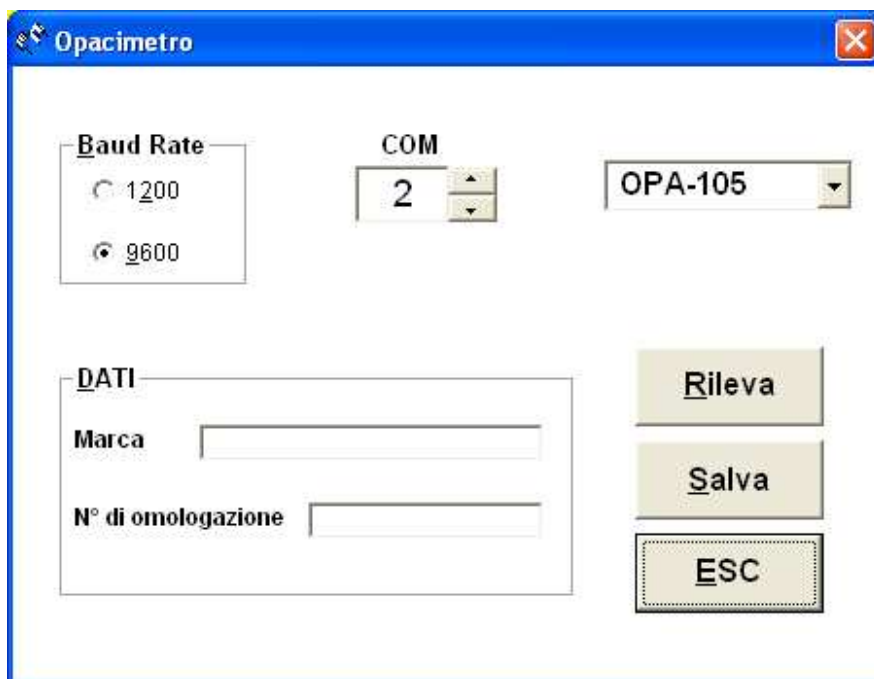 Opacimetro
Baud Rate
1200
9600
COM
2
OPA-105
DATI
Marca
N° di omologazione
Rileva
Salva
ESC